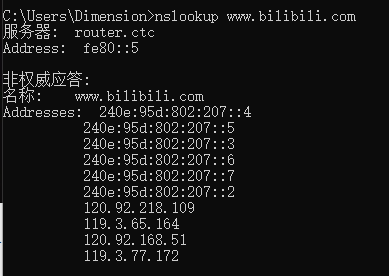 C:\Users\Dimension>nslookup www.bilibili.com
服务器:  router.ctc
Address:  fe80::5
非权威应答:
名称:    www.bilibili.com
Addresses:  240e:95d:802:207::4
240e:95d:802:207::5
240e:95d:802:207::3
240e:95d:802:207::6
240e:95d:802:207::7
240e:95d:802:207::2
120.92.218.109
119.3.65.164
120.92.168.51
119.3.77.172